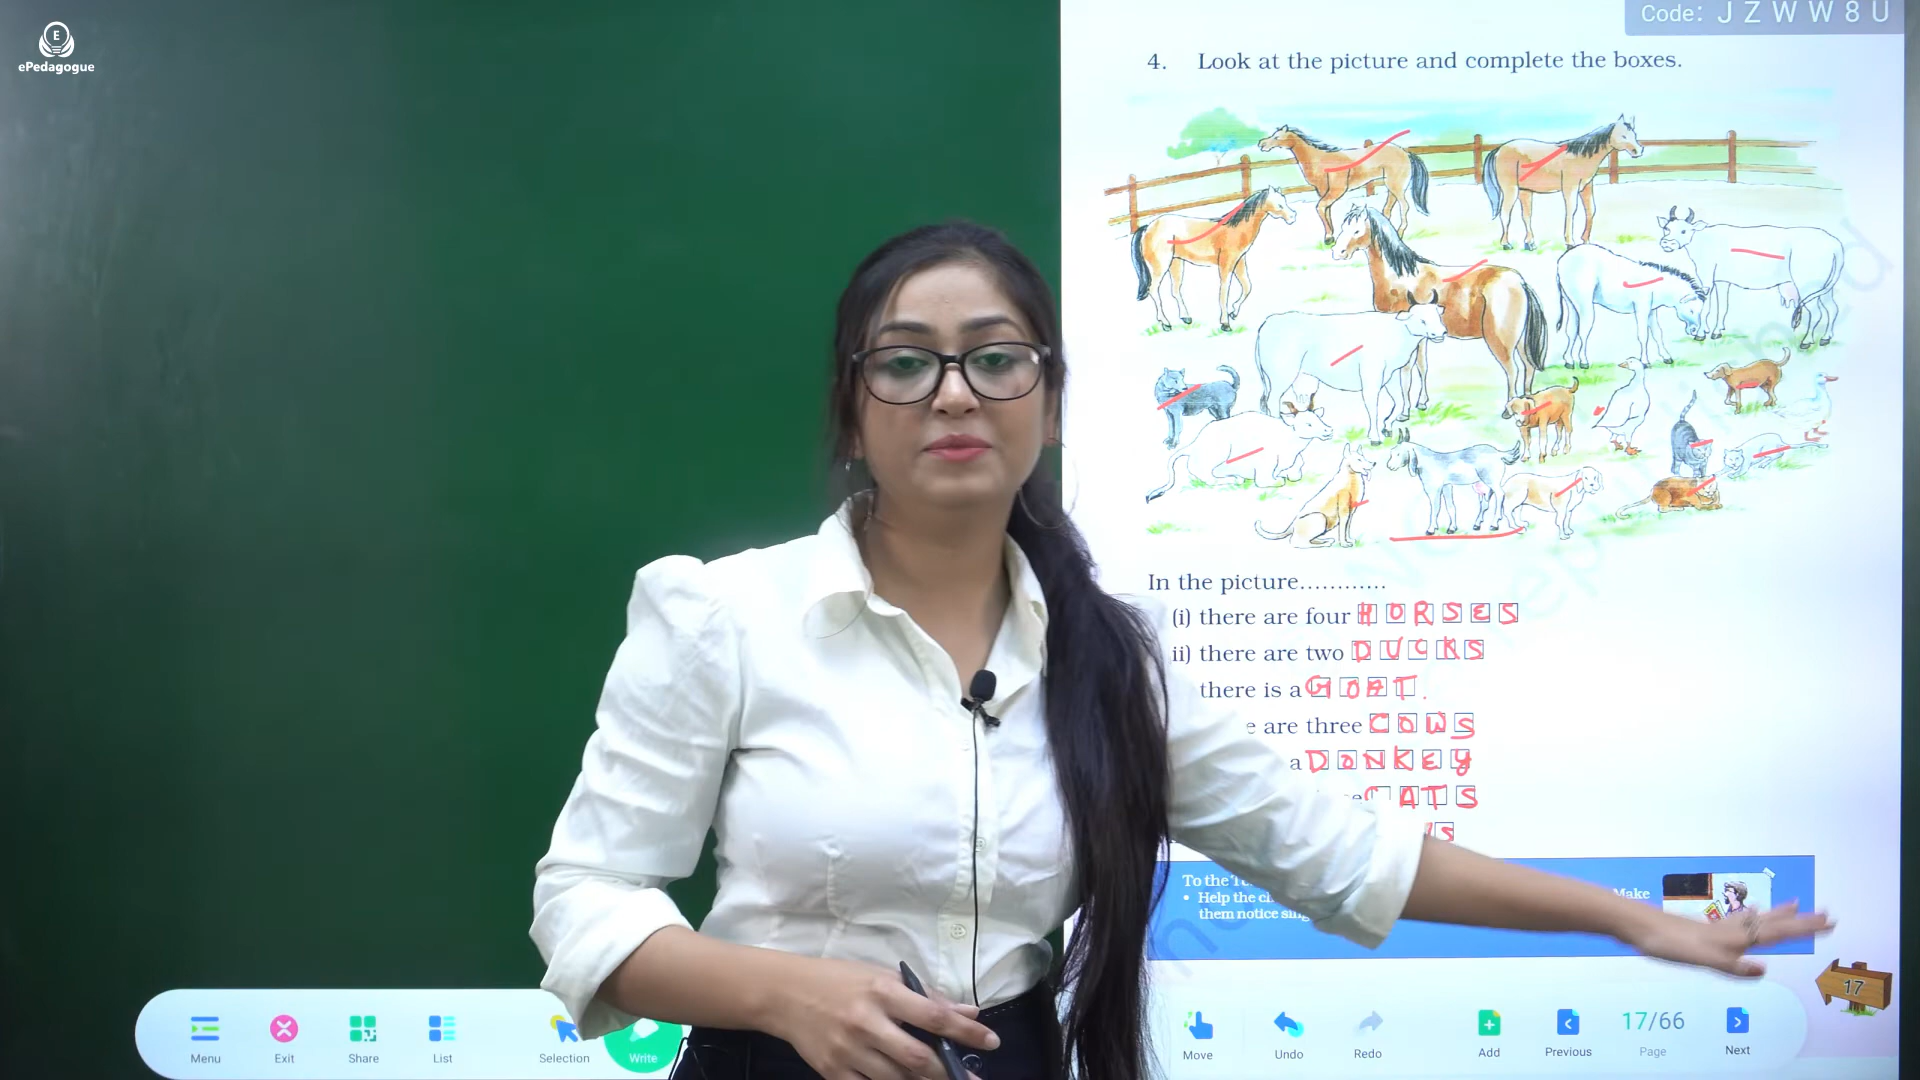 E
ePedagogue
Code: J Z W W 8 U
4. Look at the picture and complete the boxes.
In the picture............
(i) there are four HORSES
ii) there are two DUCKS
there is a GOAT.
e are three COWS
a DONKEY
CATS
S
To the
• Help the
Make
them notice
17
Menu
Exit
Share
List
Selection
Write
Move
Undo
Redo
Add
Previous
17/66
Page
Next